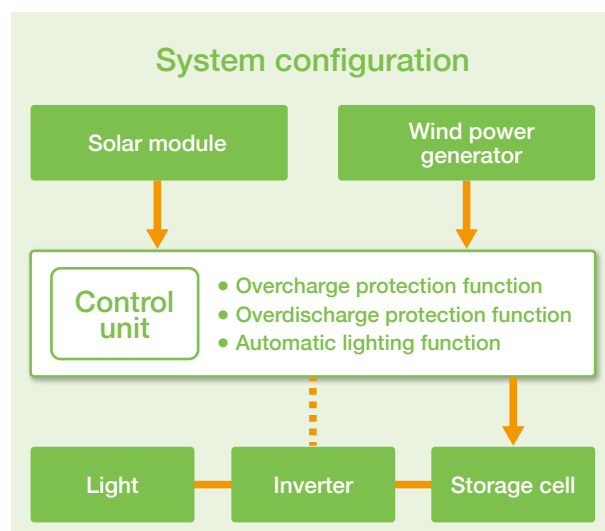 System configuration
Solar module
Wind power
generator
Control
unit
• Overcharge protection function
• Overdischarge protection function
• Automatic lighting function
Light
Inverter
Storage cell